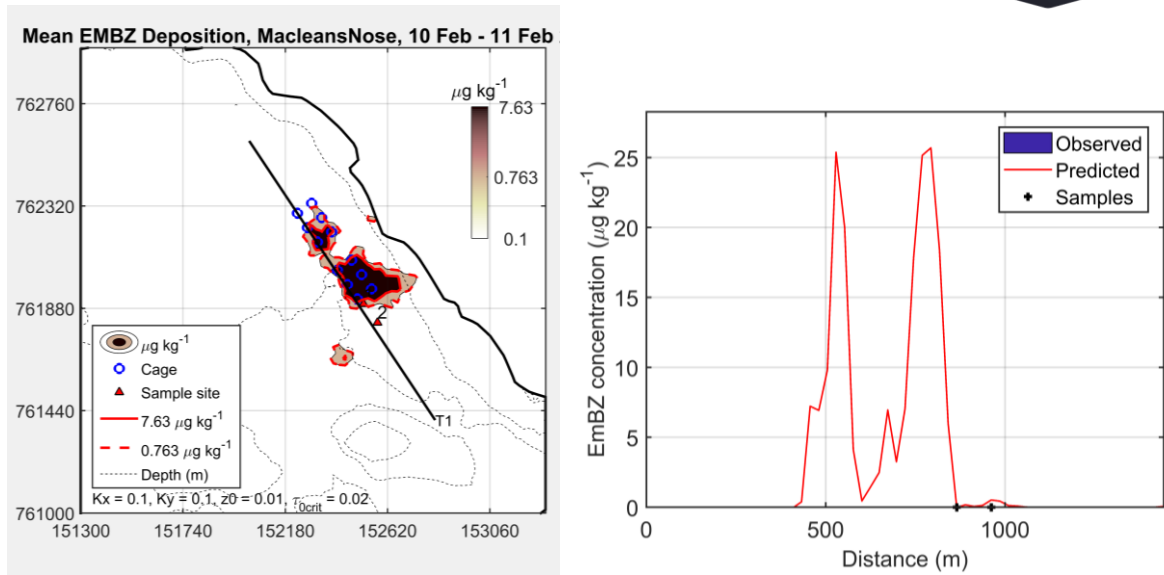 Mean EMBZ Deposition, MacleansNose, 10 Feb - 11 Feb
μg kg-1
7.63
0.763
0.1
762760
762320
761880
761440
761000
151300 151740 152180 152620 153060
2
T1
μg kg-1
Cage
Sample site
7.63 μg kg-1
0.763 μg kg-1
Depth (m)
Kx = 0.1, Ky = 0.1, z0 = 0.01, τ0crit = 0.02
EmBZ concentration (μg kg-1)
25
20
15
10
5
0
0 500 1000
Distance (m)
Observed
Predicted
Samples